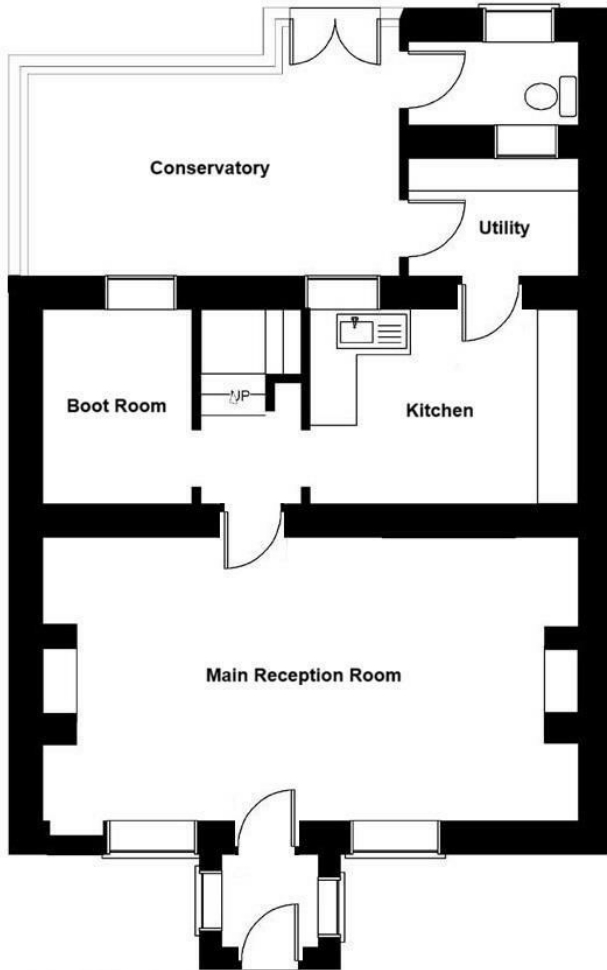 Conservatory
Utility
Boot Room
UP
Kitchen
Main Reception Room